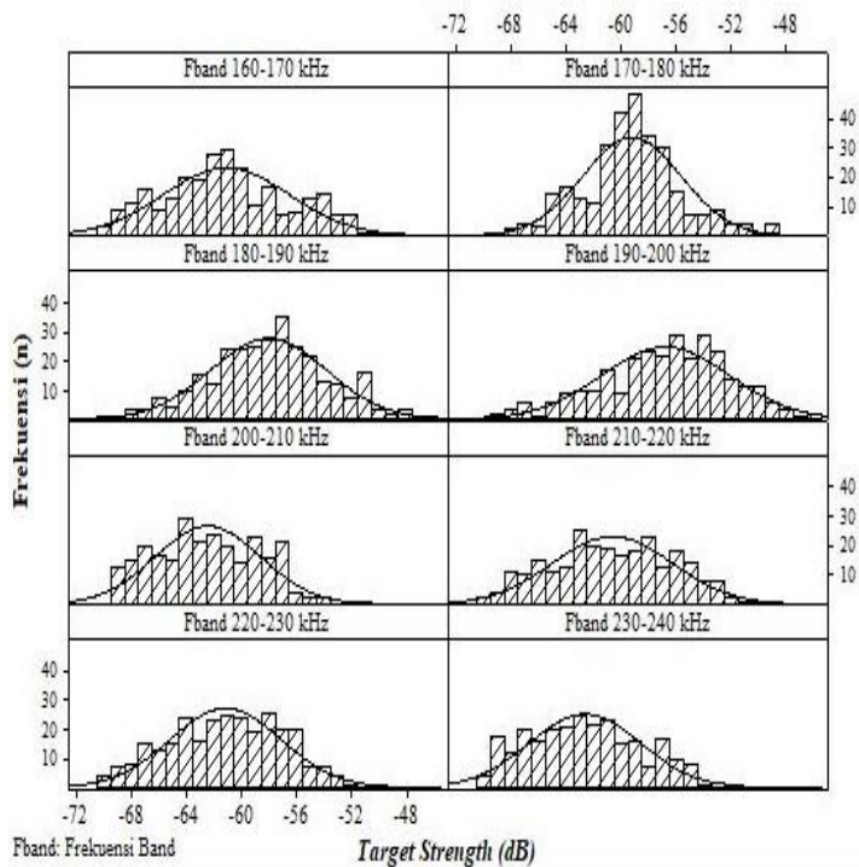 -72 -68 -64 -60 -56 -52 -48
Fband 160-170 kHz Fband 170-180 kHz
40
30
20
10
Fband 180-190 kHz Fband 190-200 kHz
40
30
20
10
Fband 200-210 kHz Fband 210-220 kHz
40
30
20
10
Fband 220-230 kHz Fband 230-240 kHz
40
30
20
10
Frekuensi (n)
-72 -68 -64 -60 -56 -52 -48
Fband: Frekuensi Band Target Strength (dB)